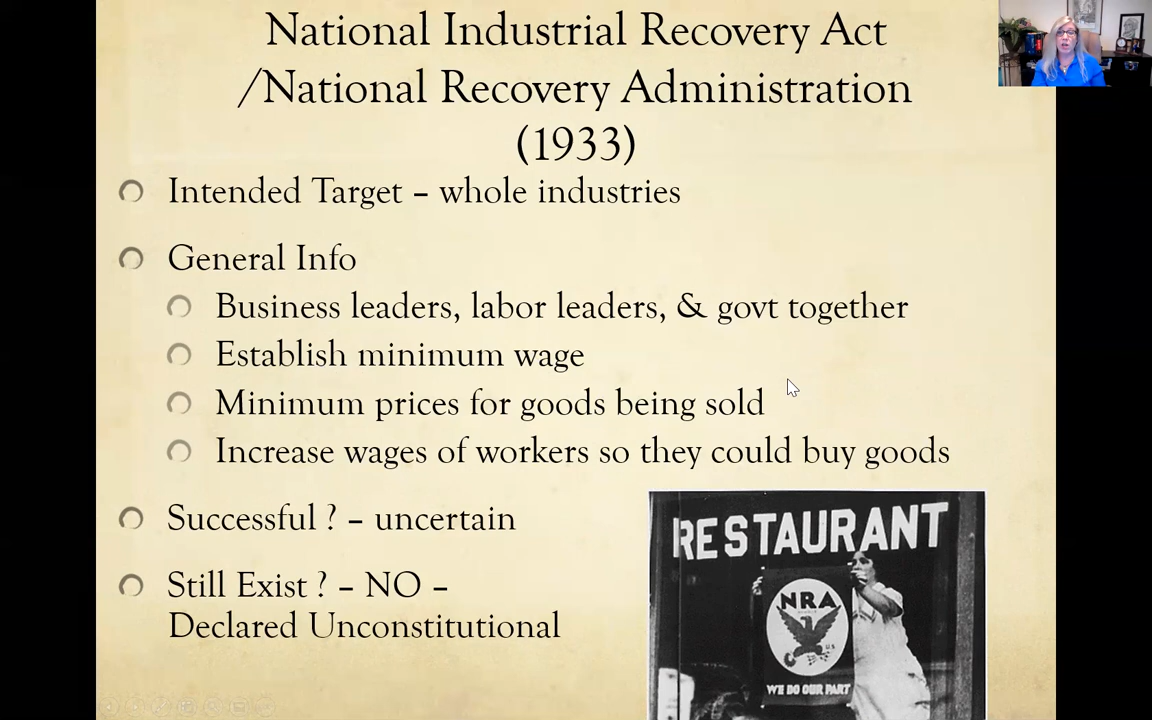 National Industrial Recovery Act
/National Recovery Administration
(1933)
Intended Target – whole industries
General Info
Business leaders, labor leaders, & govt together
Establish minimum wage
Minimum prices for goods being sold
Increase wages of workers so they could buy goods
Successful ? – uncertain
Still Exist ? – NO –
Declared Unconstitutional
RESTAURANT
NRA
U.S.
WE DO OUR PART